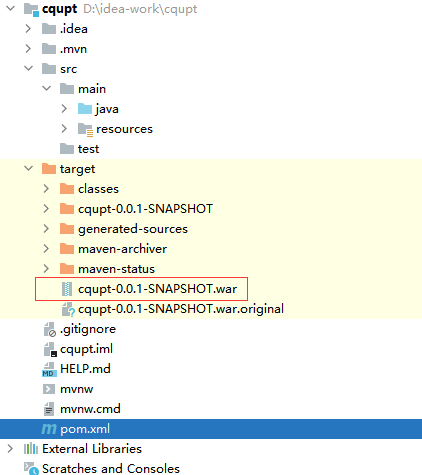 cqupt D:\idea-work\cqupt
.idea
.mvn
src
main
java
resources
test
target
classes
cqupt-0.0.1-SNAPSHOT
generated-sources
maven-archiver
maven-status
cqupt-0.0.1-SNAPSHOT.war
cqupt-0.0.1-SNAPSHOT.war.original
.gitignore
cqupt.iml
HELP.md
mvnw
mvnw.cmd
pom.xml
External Libraries
Scratches and Consoles